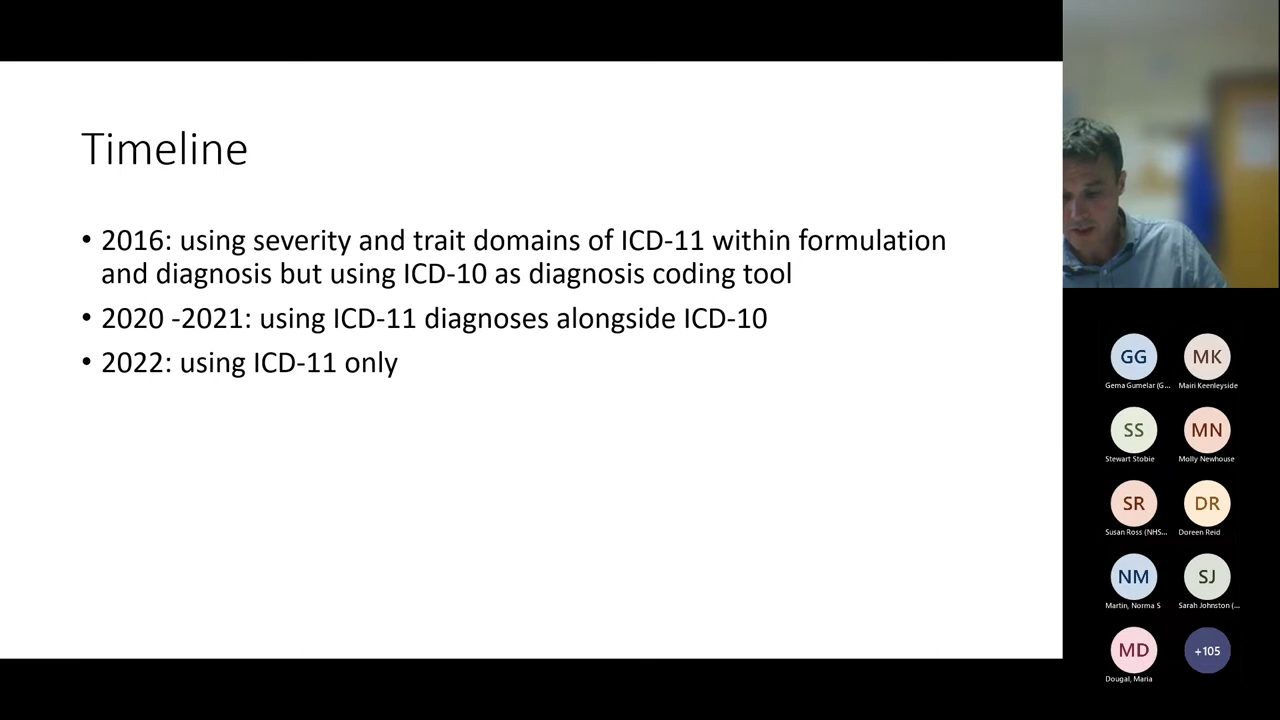 Timeline
• 2016: using severity and trait domains of ICD-11 within formulation
and diagnosis but using ICD-10 as diagnosis coding tool
• 2020 -2021: using ICD-11 diagnoses alongside ICD-10
• 2022: using ICD-11 only
GG
Gema Gumelar (G...
MK
Mairi Keenleyside
SS
Stewart Stobie
MN
Molly Newhouse
SR
Susan Ross (NHS...
DR
Doreen Reid
NM
Martin, Norma S
SJ
Sarah Johnston (...
MD
Dougal, Maria
+105